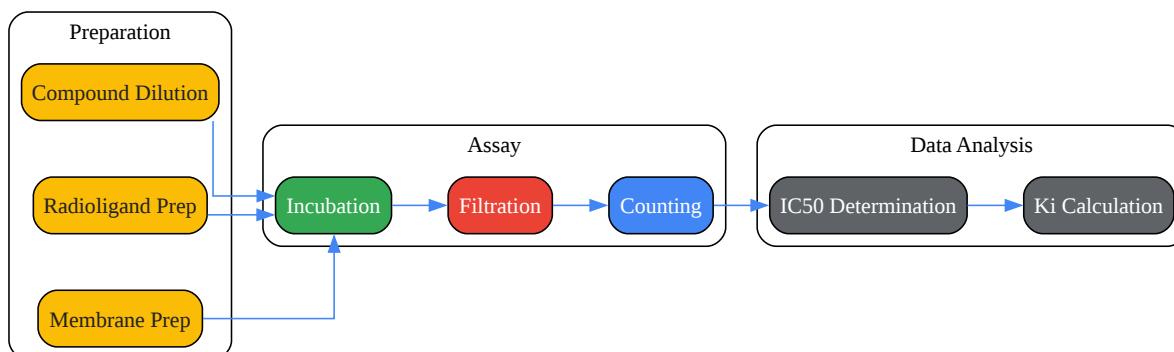 Preparation
Compound Dilution
Radioligand Prep
Membrane Prep
Assay
Incubation
Filtration
Counting
Data Analysis
IC50 Determination
Ki Calculation